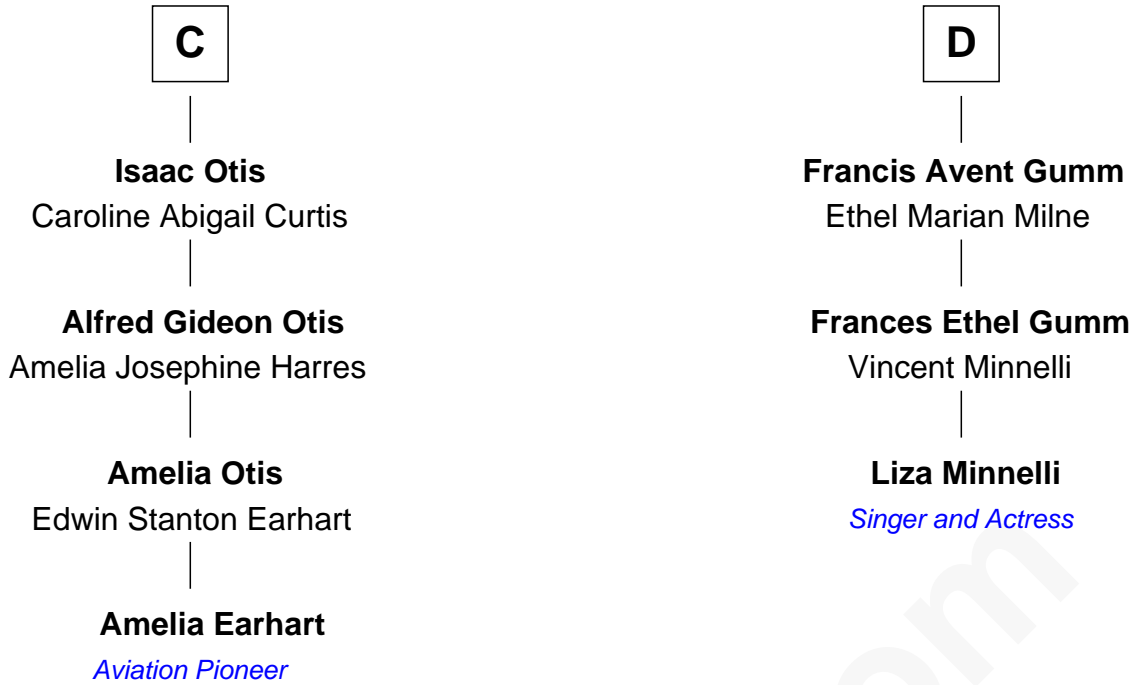 C
Isaac Otis
Caroline Abigail Curtis
Alfred Gideon Otis
Amelia Josephine Harres
Amelia Otis
Edwin Stanton Earhart
Amelia Earhart
Aviation Pioneer
D
Francis Avent Gumm
Ethel Marian Milne
Frances Ethel Gumm
Vincent Minnelli
Liza Minnelli
Singer and Actress
om